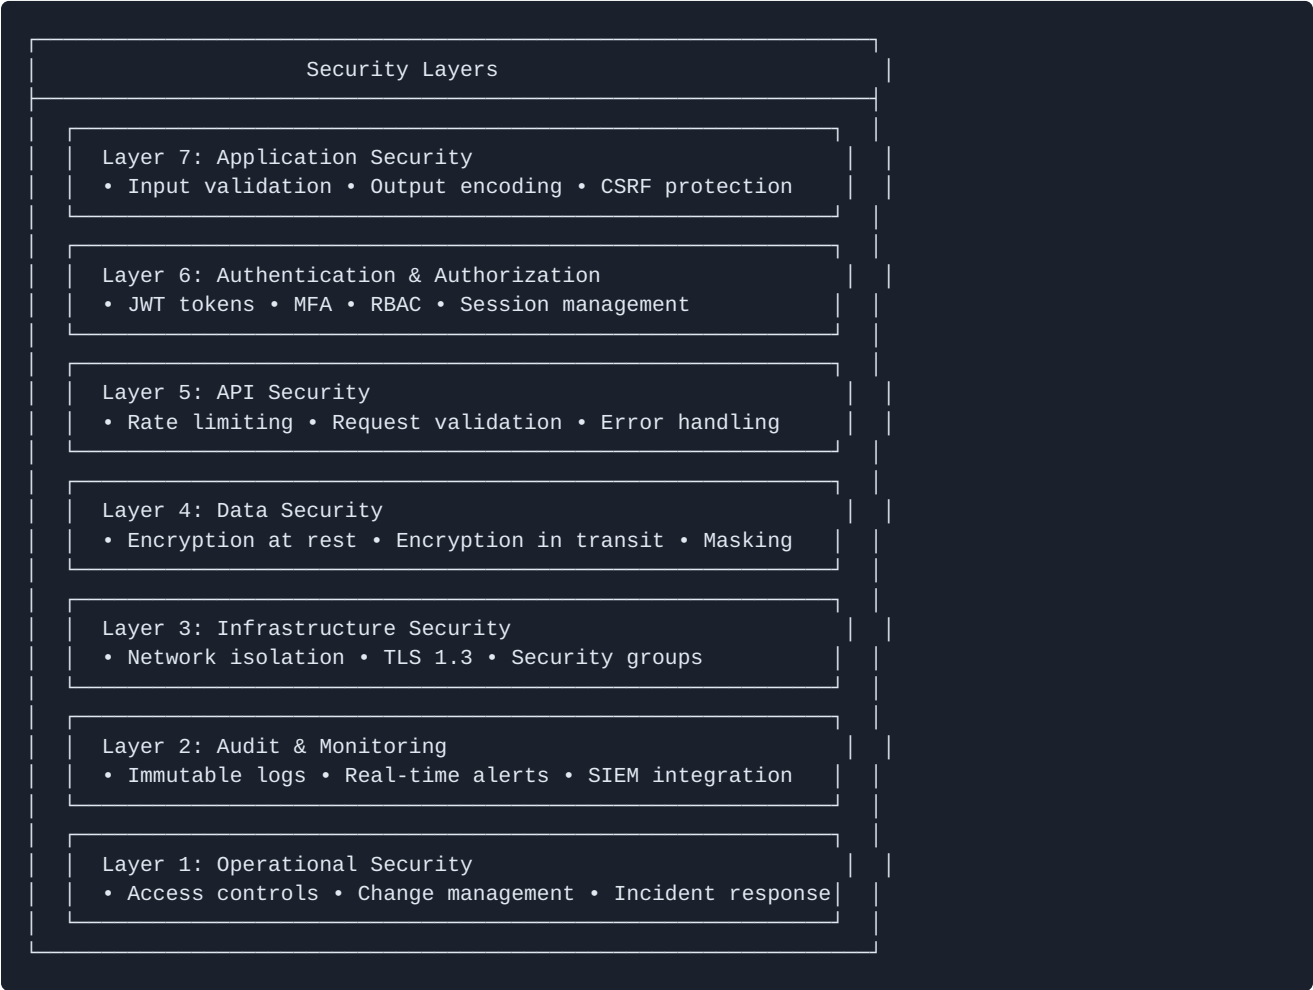 Security Layers
Layer 7: Application Security
• Input validation • Output encoding • CSRF protection
Layer 6: Authentication & Authorization
• JWT tokens • MFA • RBAC • Session management
Layer 5: API Security
• Rate limiting • Request validation • Error handling
Layer 4: Data Security
• Encryption at rest • Encryption in transit • Masking
Layer 3: Infrastructure Security
• Network isolation • TLS 1.3 • Security groups
Layer 2: Audit & Monitoring
• Immutable logs • Real-time alerts • SIEM integration
Layer 1: Operational Security
• Access controls • Change management • Incident response